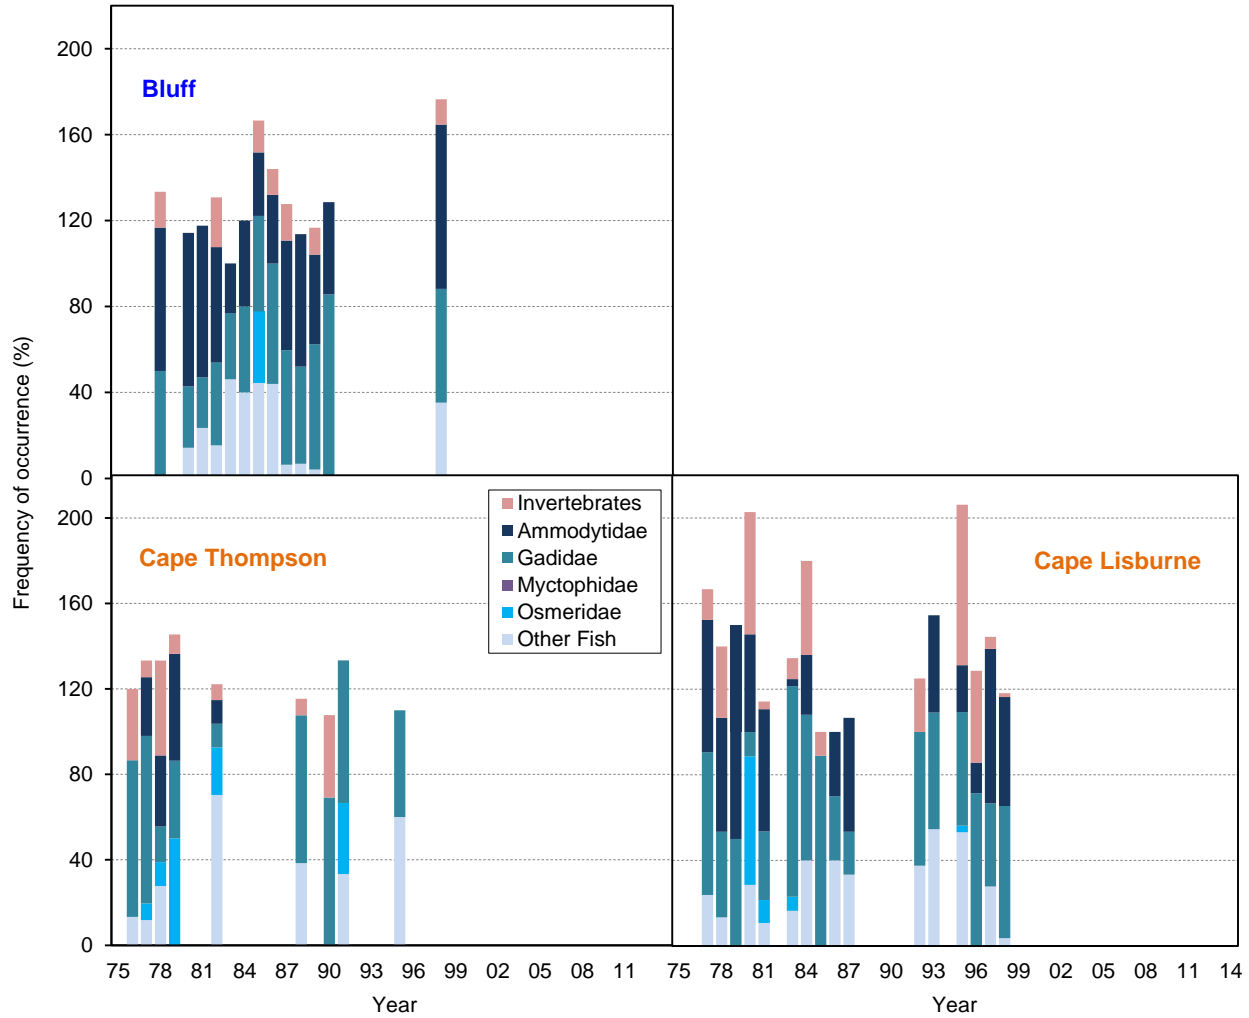 200
Bluff
160
120
80
40
0
Frequency of occurrence (%)
Invertebrates
Ammodytidae
Gadidae
Myctophidae
Osmeridae
Other Fish
200
Cape Thompson
Cape Lisburne
160
120
80
40
0
75 78 81 84 87 90 93 96 99 02 05 08 11 75 78 81 84 87 90 93 96 99 02 05 08 11 14
Year Year